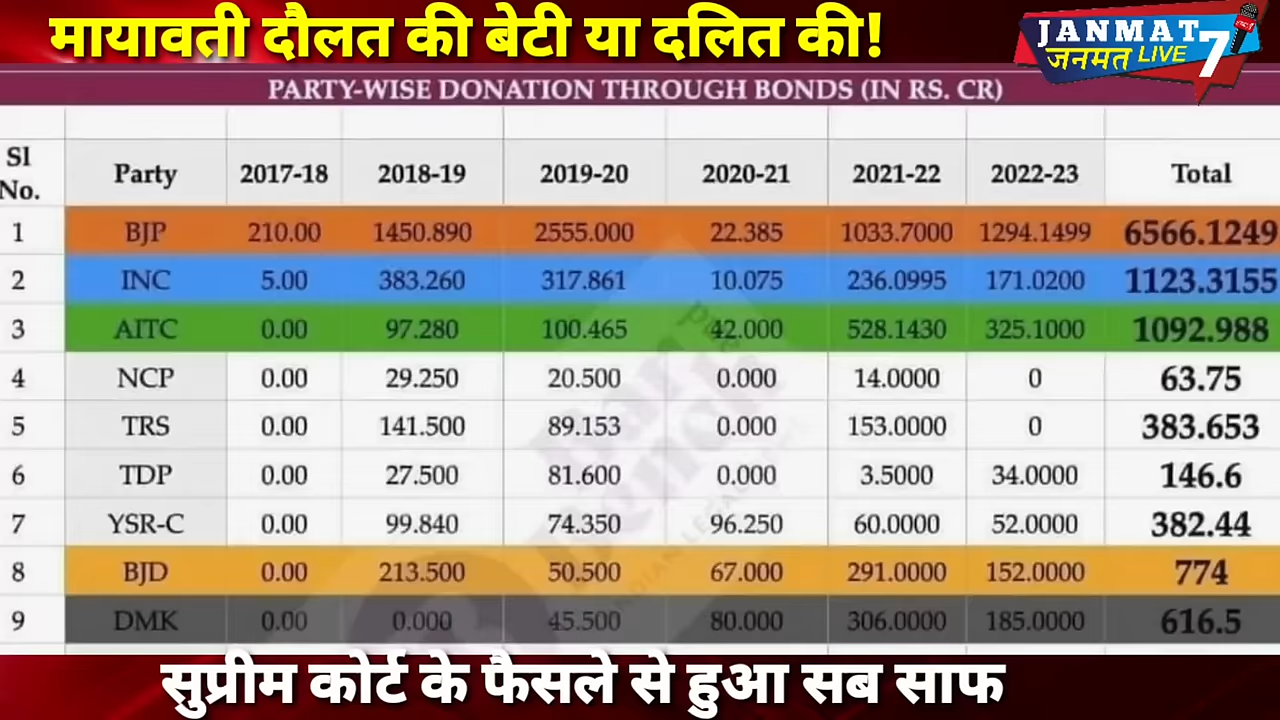 मायावती दौलत की बेटी या दलित की!
JANMAT
जनमत LIVE 7
PARTY-WISE DONATION THROUGH BONDS (IN RS. CR)
Sl No. Party 2017-18 2018-19 2019-20 2020-21 2021-22 2022-23 Total
1 BJP 210.00 1450.890 2555.000 22.385 1033.7000 1294.1499 6566.1249
2 INC 5.00 383.260 317.861 10.075 236.0995 171.0200 1123.3155
3 AITC 0.00 97.280 100.465 42.000 528.1430 325.1000 1092.988
4 NCP 0.00 29.250 20.500 0.000 14.0000 0 63.75
5 TRS 0.00 141.500 89.153 0.000 153.0000 0 383.653
6 TDP 0.00 27.500 81.600 0.000 3.5000 34.0000 146.6
7 YSR-C 0.00 99.840 74.350 96.250 60.0000 52.0000 382.44
8 BJD 0.00 213.500 50.500 67.000 291.0000 152.0000 774
9 DMK 0.00 0.000 45.500 80.000 306.0000 185.0000 616.5
सुप्रीम कोर्ट के फैसले से हुआ सब साफ